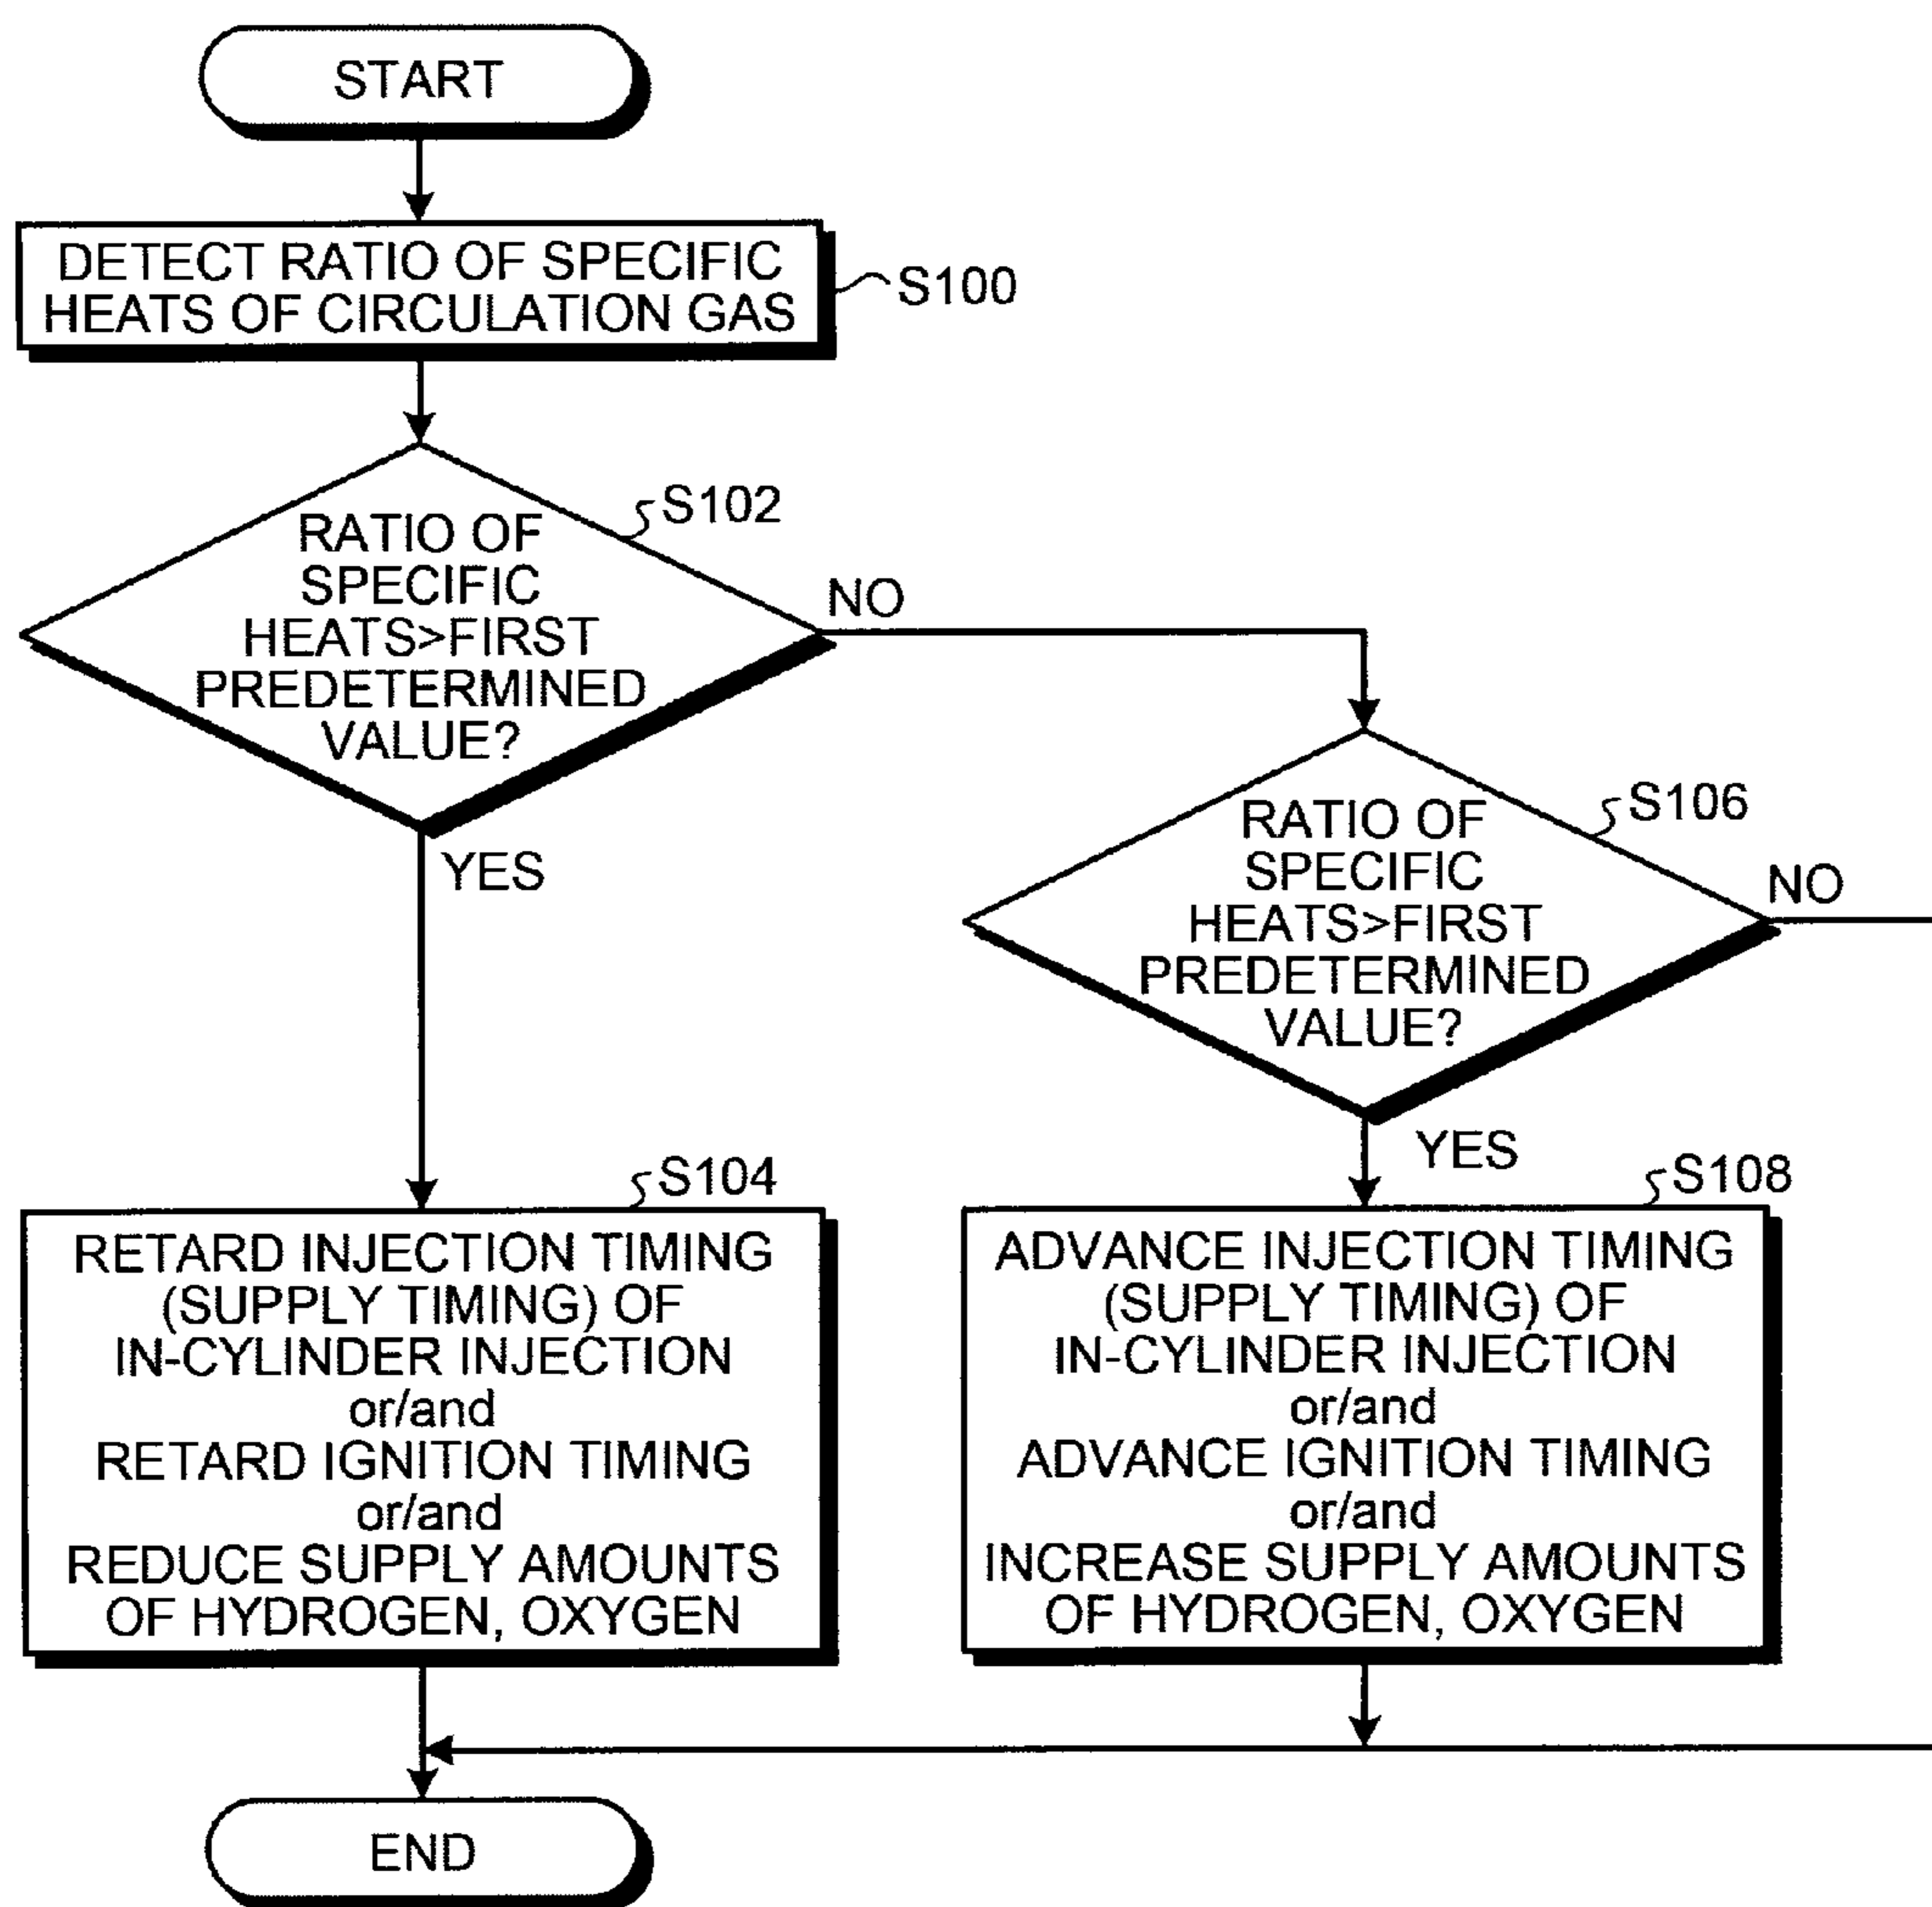 START
DETECT RATIO OF SPECIFIC
HEATS OF CIRCULATION GAS
S100
S102
RATIO OF
SPECIFIC
HEATS>FIRST
PREDETERMINED
VALUE?
NO
YES
S106
RATIO OF
SPECIFIC
HEATS>FIRST
PREDETERMINED
VALUE?
NO
YES
S104
RETARD INJECTION TIMING
(SUPPLY TIMING) OF
IN-CYLINDER INJECTION
or/and
RETARD IGNITION TIMING
or/and
REDUCE SUPPLY AMOUNTS
OF HYDROGEN, OXYGEN
S108
ADVANCE INJECTION TIMING
(SUPPLY TIMING) OF
IN-CYLINDER INJECTION
or/and
ADVANCE IGNITION TIMING
or/and
INCREASE SUPPLY AMOUNTS
OF HYDROGEN, OXYGEN
END